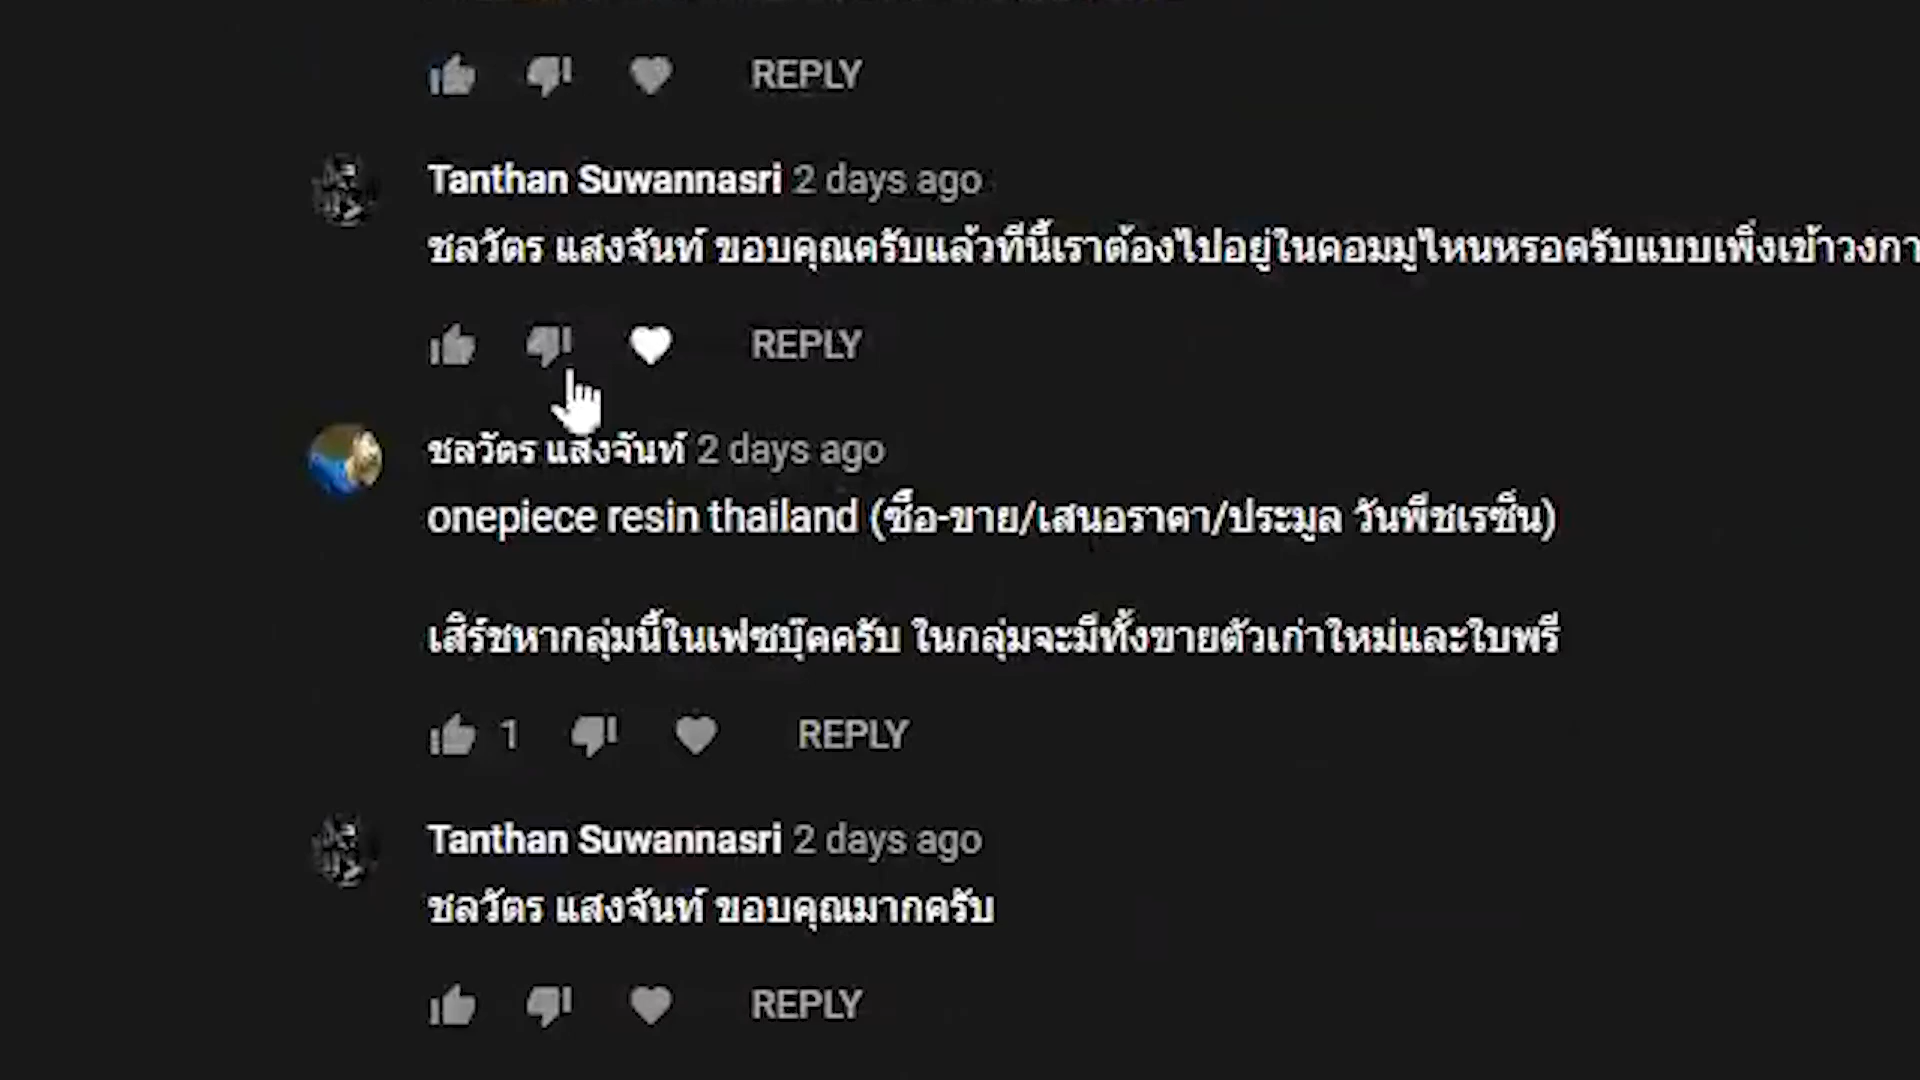 REPLY
Tanthan Suwannasri 2 days ago
ชลวัตร แสงจันท์ ขอบคุณครับแล้วทีนี้เราต้องไปอยู่ในคอมมูไหนหรอครับแบบเพิ่งเข้าวงกา
REPLY
ชลวัตร แสงจันท์ 2 days ago
onepiece resin thailand (ซื้อ-ขาย/เสนอราคา/ประมูล วันพีชเรซิ่น)
เสิร์ชหากลุ่มนี้ในเฟซบุ๊คครับ ในกลุ่มจะมีทั้งขายตัวเก่าใหม่และใบพรี
1 REPLY
Tanthan Suwannasri 2 days ago
ชลวัตร แสงจันท์ ขอบคุณมากครับ
REPLY